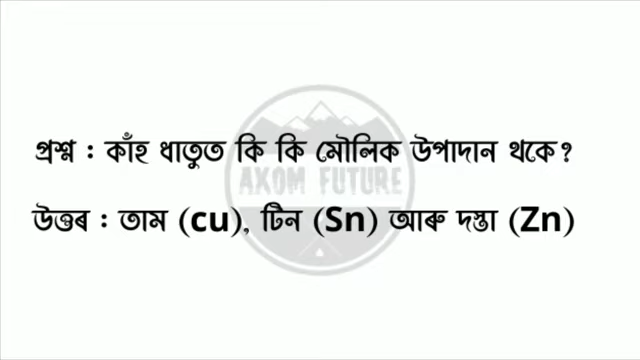 প্ৰশ্ন : কাঁহ ধাতুত কি কি মৌলিক উপাদান থকে?
AXOM FUTURE
উত্তৰ : তাম (cu), টিন (Sn) আৰু দস্তা (Zn)